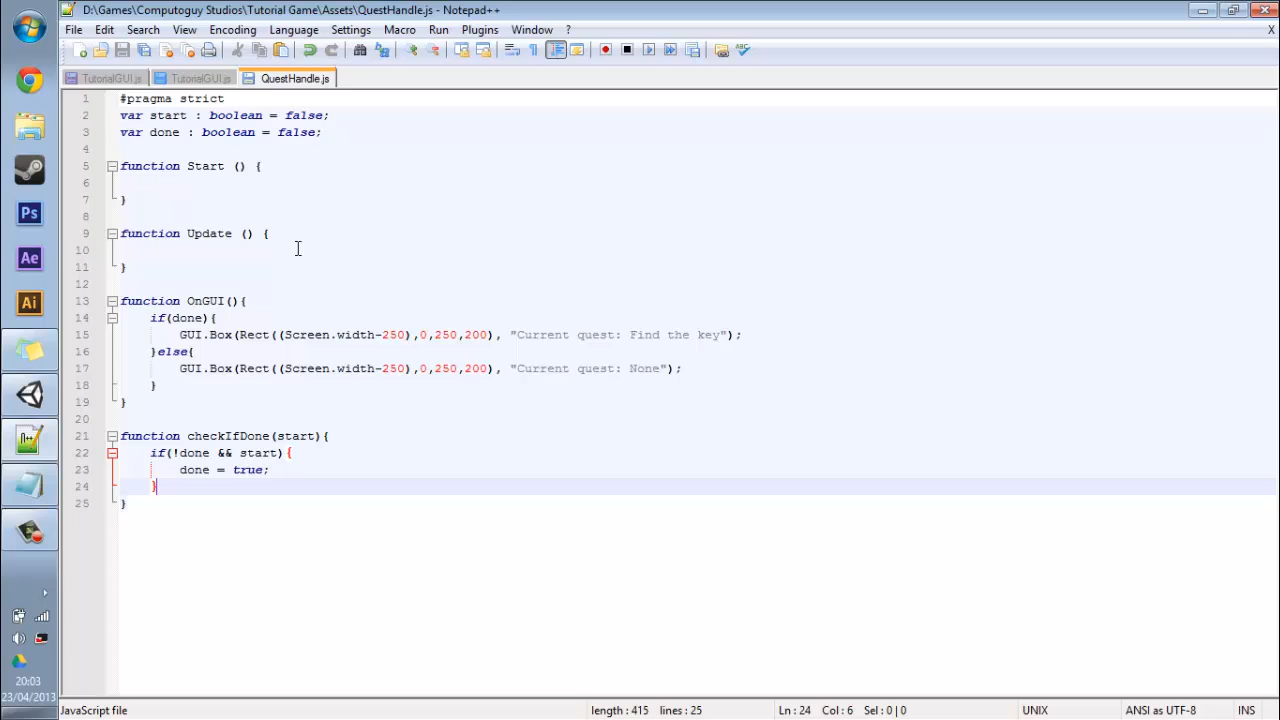 D:\Games\Computoguy Studios\Tutorial Game\Assets\QuestHandle.js - Notepad++
File Edit Search View Encoding Language Settings Macro Run Plugins Window ? X
TutorialGUI.js TutorialGUI.js QuestHandle.js
1 #pragma strict
2 var start : boolean = false;
3 var done : boolean = false;
4
5 function Start () {
6
7 }
8
9 function Update () {
10
11 }
12
13 function OnGUI(){
14 if(done){
15 GUI.Box(Rect((Screen.width-250),0,250,200), "Current quest: Find the key");
16 }else{
17 GUI.Box(Rect((Screen.width-250),0,250,200), "Current quest: None");
18 }
19 }
20
21 function checkIfDone(start){
22 if(!done && start){
23 done = true;
24 }
25 }
Ps
Ae
Ai
20:03
23/04/2013
JavaScript file length : 415 lines : 25 Ln : 24 Col : 6 Sel : 0 | 0 UNIX ANSI as UTF-8 INS